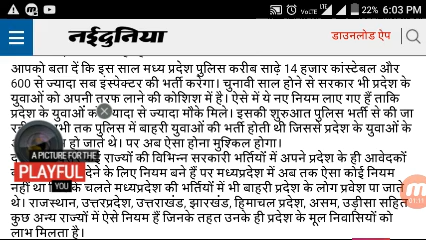 22% 6:03 PM
नईदुनिया
डाउनलोड ऐप
आपको बता दें कि इस साल मध्य प्रदेश पुलिस करीब साढ़े 14 हजार कांस्टेबल और
600 से ज्यादा सब इंस्पेक्टर की भर्ती करेगा। चुनावी साल होने से सरकार भी प्रदेश के
युवाओं को अपनी तरफ लाने की कोशिश में है। ऐसे में ये नए नियम लाए गए हैं ताकि
प्रदेश के युवाओं को ज्यादा से ज्यादा मौके मिले। इसकी शुरुआत पुलिस भर्ती से की जा
भी तक पुलिस में बाहरी युवाओं की भर्ती होती थी जिससे प्रदेश के युवाओं के
हो जाते थे। पर अब ऐसा होना मुश्किल होगा।
राज्यों की विभिन्न सरकारी भर्तियों में अपने प्रदेश के ही आवेदकों
देने के लिए नियम बने हैं पर मध्यप्रदेश में अब तक ऐसा कोई नियम
नहीं था के चलते मध्यप्रदेश की भर्तियों में भी बाहरी प्रदेश के लोग प्रवेश पा जाते
थे। राजस्थान, उत्तरप्रदेश, उत्तराखंड, झारखंड, हिमाचल प्रदेश, असम, उड़ीसा सहित
कुछ अन्य राज्यों में ऐसे नियम हैं जिनके तहत उनके ही प्रदेश के मूल निवासियों को
लाभ मिलता है।
A PICTURE FOR THE
PLAYFUL
YOU!
01:11